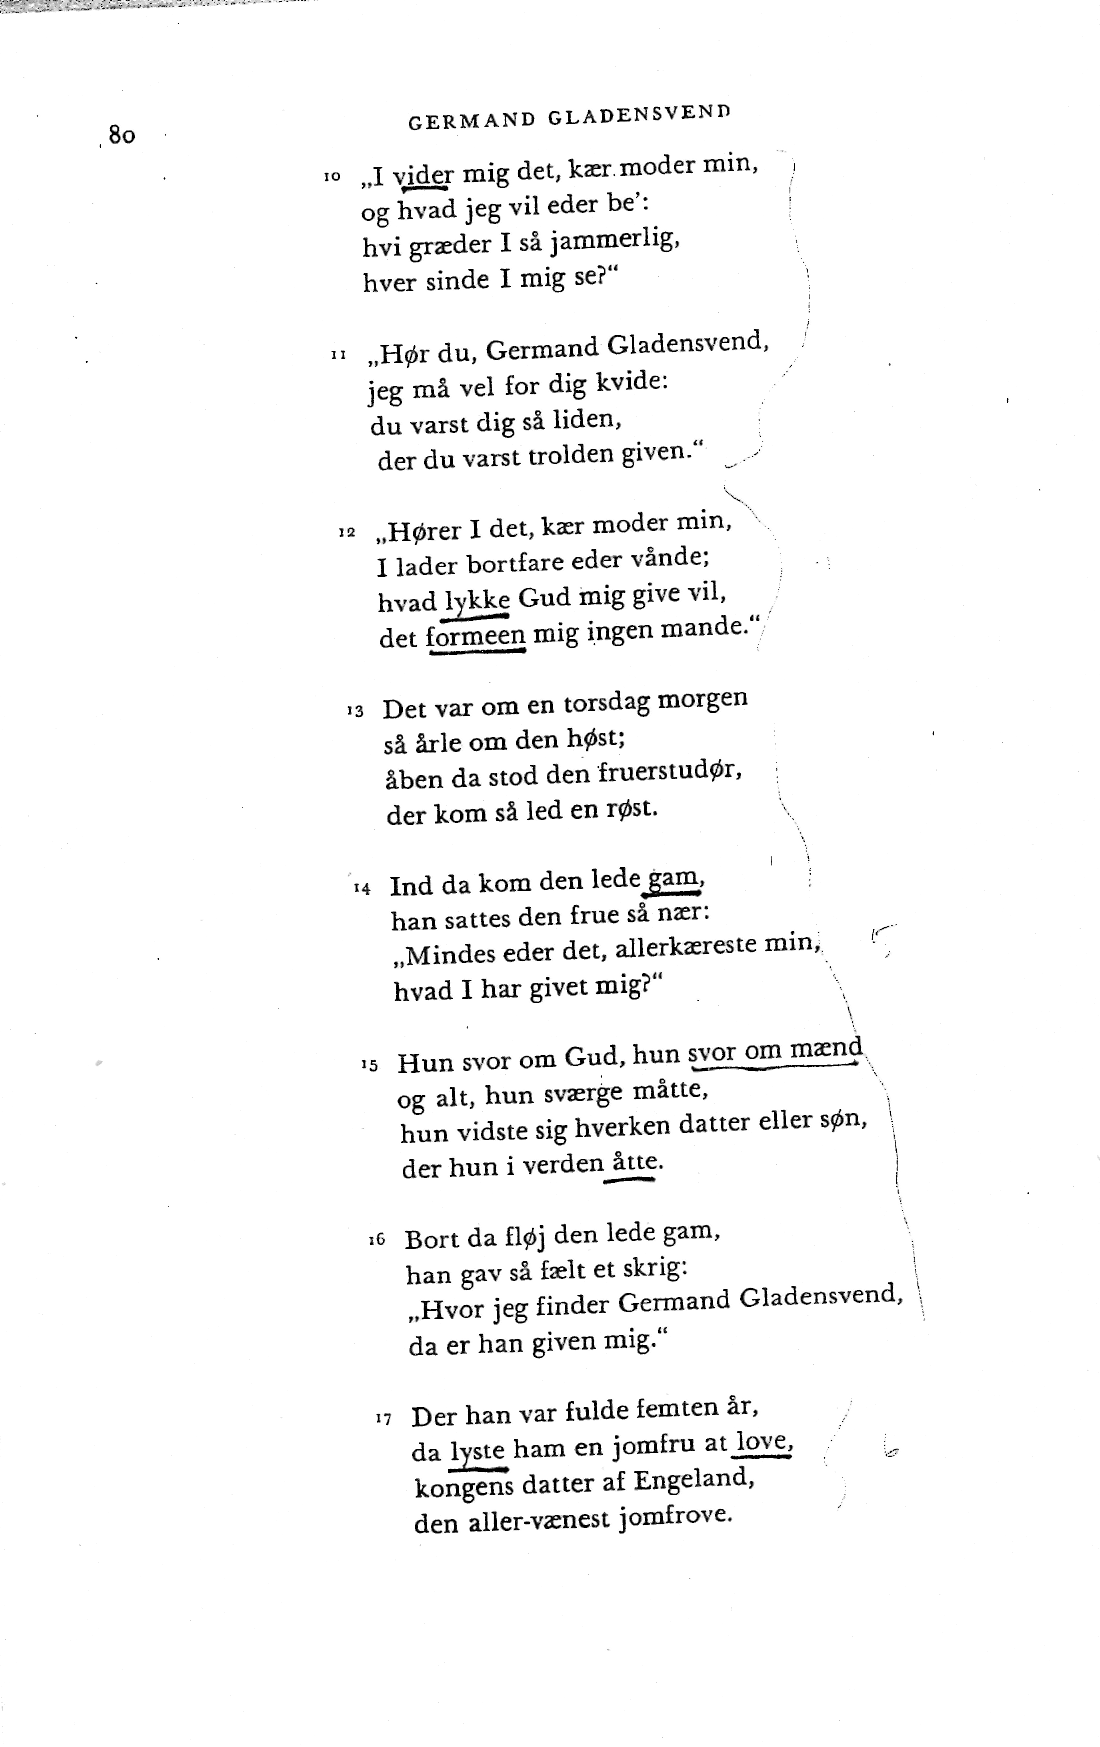 80
GERMAND GLADENSVEND
10 „I vider mig det, kær moder min,
og hvad jeg vil eder be’:
hvi græder I så jammerlig,
hver sinde I mig se?“
11 „Hør du, Germand Gladensvend,
jeg må vel for dig kvide:
du varst dig så liden,
der du varst trolden given.“
12 „Hører I det, kær moder min,
I lader bortfare eder vånde;
hvad lykke Gud mig give vil,
det formeen mig ingen mande.“
13 Det var om en torsdag morgen
så årle om den høst;
åben da stod den fruerstudør,
der kom så led en røst.
14 Ind da kom den lede gam,
han sattes den frue så nær:
„Mindes eder det, allerkæreste min,
hvad I har givet mig?“
15 Hun svor om Gud, hun svor om mænd
og alt, hun sværge måtte,
hun vidste sig hverken datter eller søn,
der hun i verden åtte.
16 Bort da fløj den lede gam,
han gav så fælt et skrig:
„Hvor jeg finder Germand Gladensvend,
da er han given mig.“
17 Der han var fulde femten år,
da lyste ham en jomfru at love,
kongens datter af Engeland,
den aller-vænest jomfrove.